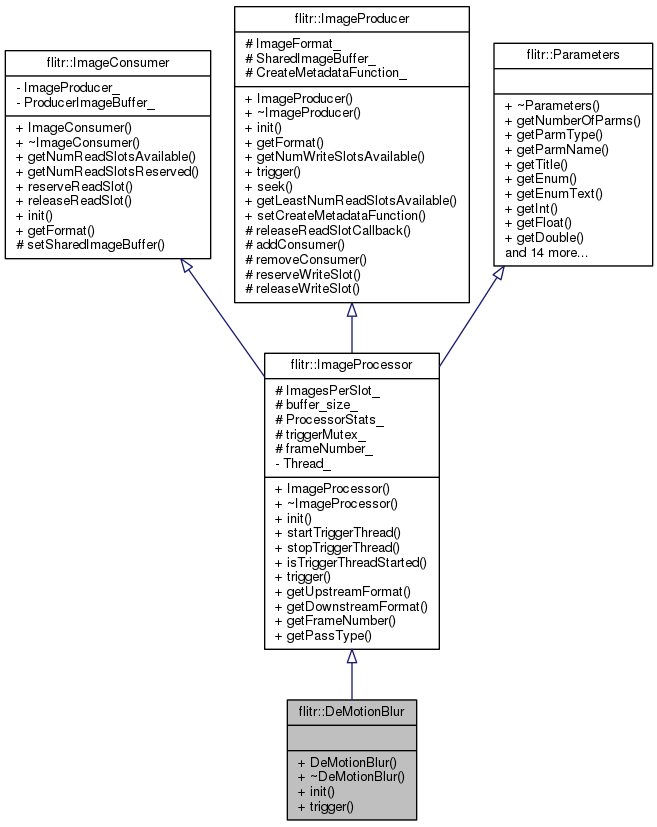 flitr::ImageConsumer
- ImageProducer_
- ProducerImageBuffer_
+ ImageConsumer()
+ ~ImageConsumer()
+ getNumReadSlotsAvailable()
+ getNumReadSlotsReserved()
+ reserveReadSlot()
+ releaseReadSlot()
+ init()
+ getFormat()
# setSharedImageBuffer()
flitr::ImageProducer
# ImageFormat_
# SharedImageBuffer_
# CreateMetadataFunction_
+ ImageProducer()
+ ~ImageProducer()
+ init()
+ getFormat()
+ getNumWriteSlotsAvailable()
+ trigger()
+ seek()
+ getLeastNumReadSlotsAvailable()
+ setCreateMetadataFunction()
# releaseReadSlotCallback()
# addConsumer()
# removeConsumer()
# reserveWriteSlot()
# releaseWriteSlot()
flitr::Parameters
+ ~Parameters()
+ getNumberOfParms()
+ getParmType()
+ getParmName()
+ getTitle()
+ getEnum()
+ getEnumText()
+ getInt()
+ getFloat()
+ getDouble()
and 14 more...
flitr::ImageProcessor
# ImagesPerSlot_
# buffer_size_
# ProcessorStats_
# triggerMutex_
# frameNumber_
- Thread_
+ ImageProcessor()
+ ~ImageProcessor()
+ init()
+ startTriggerThread()
+ stopTriggerThread()
+ isTriggerThreadStarted()
+ trigger()
+ getUpstreamFormat()
+ getDownstreamFormat()
+ getFrameNumber()
+ getPassType()
flitr::DeMotionBlur
+ DeMotionBlur()
+ ~DeMotionBlur()
+ init()
+ trigger()